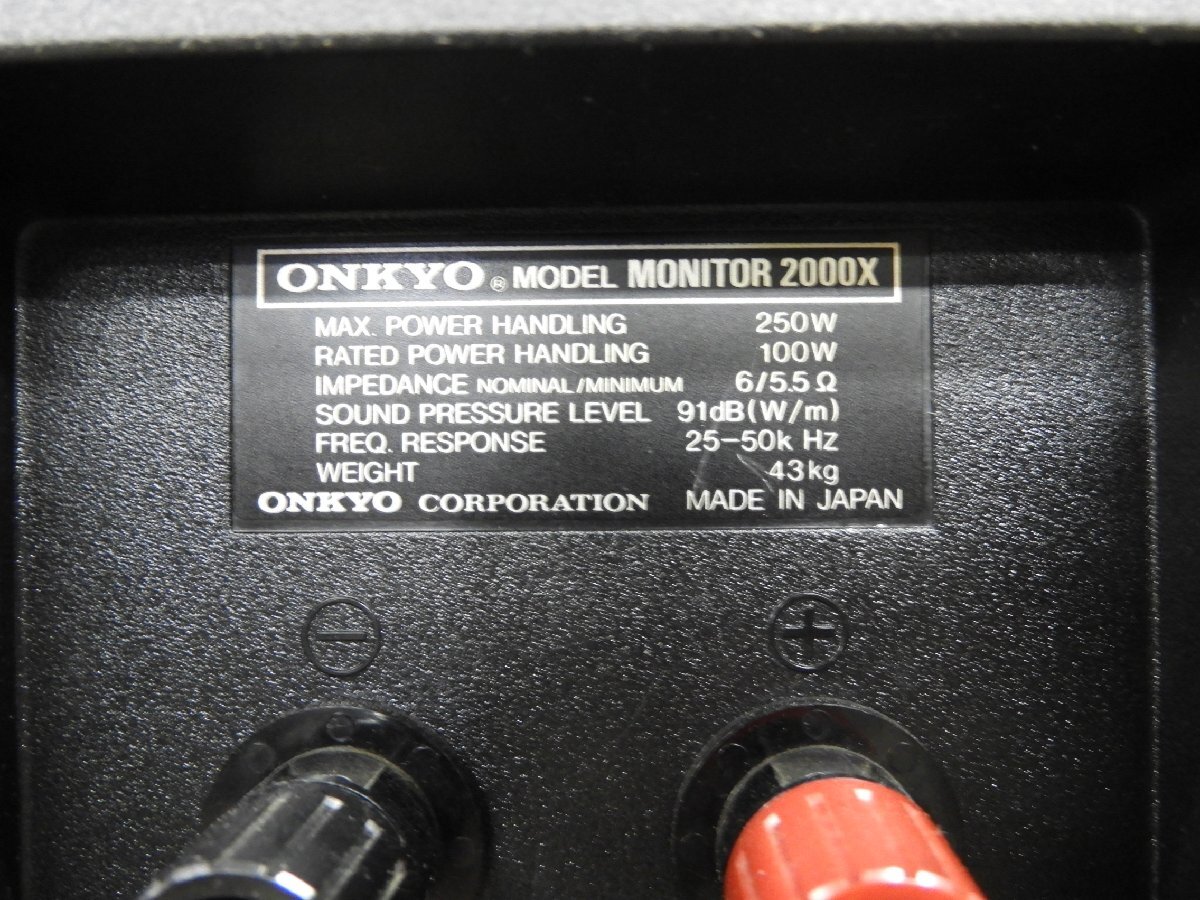 ONKYO® MODEL MONITOR 2000X
MAX. POWER HANDLING 250W
RATED POWER HANDLING 100W
IMPEDANCE NOMINAL/MINIMUM 6/5.5 Ω
SOUND PRESSURE LEVEL 91dB(W/m)
FREQ. RESPONSE 25-50k Hz
WEIGHT 43kg
ONKYO CORPORATION MADE IN JAPAN
− +